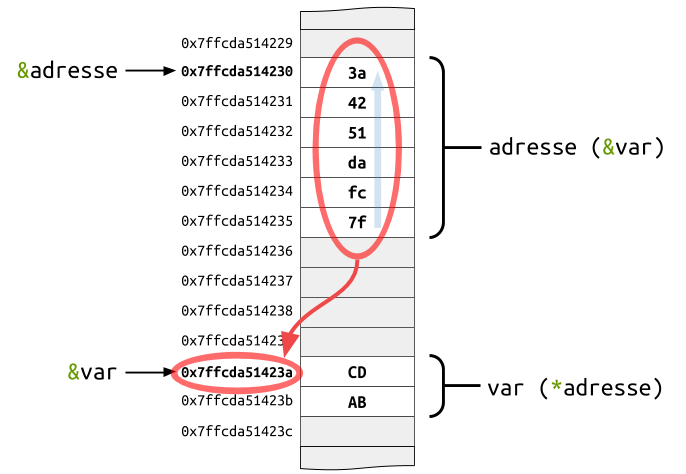 0x7ffcda514229
&adresse
0x7ffcda514230
3a
0x7ffcda514231
42
0x7ffcda514232
51
adresse (&var)
0x7ffcda514233
da
0x7ffcda514234
fc
0x7ffcda514235
7f
0x7ffcda514236
0x7ffcda514237
0x7ffcda514238
0x7ffcda51423
&var
0x7ffcda51423a
CD
var (*adresse)
0x7ffcda51423b
AB
0x7ffcda51423c